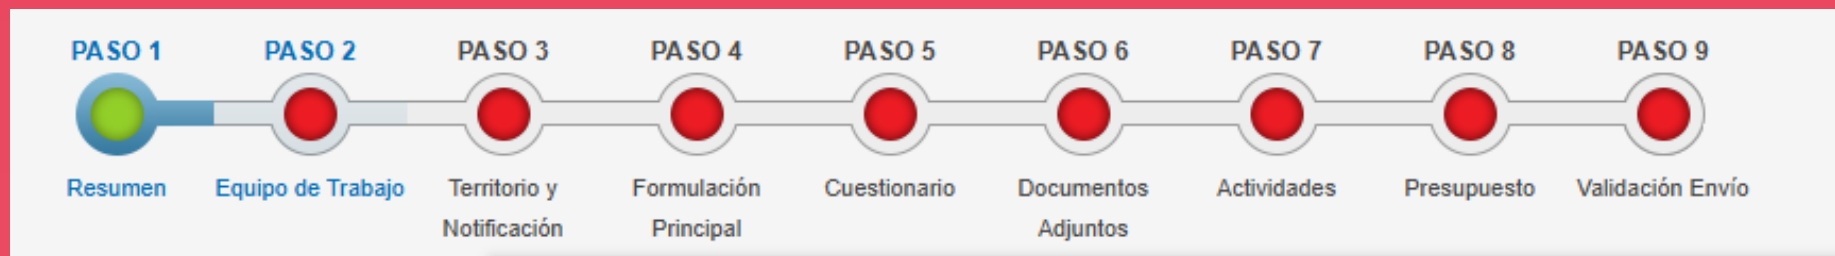 PASO 1 PASO 2 PASO 3 PASO 4 PASO 5 PASO 6 PASO 7 PASO 8 PASO 9
Resumen Equipo de Trabajo Territorio y Formulación Cuestionario Documentos Actividades Presupuesto Validación Envío
Notificación Principal Adjuntos